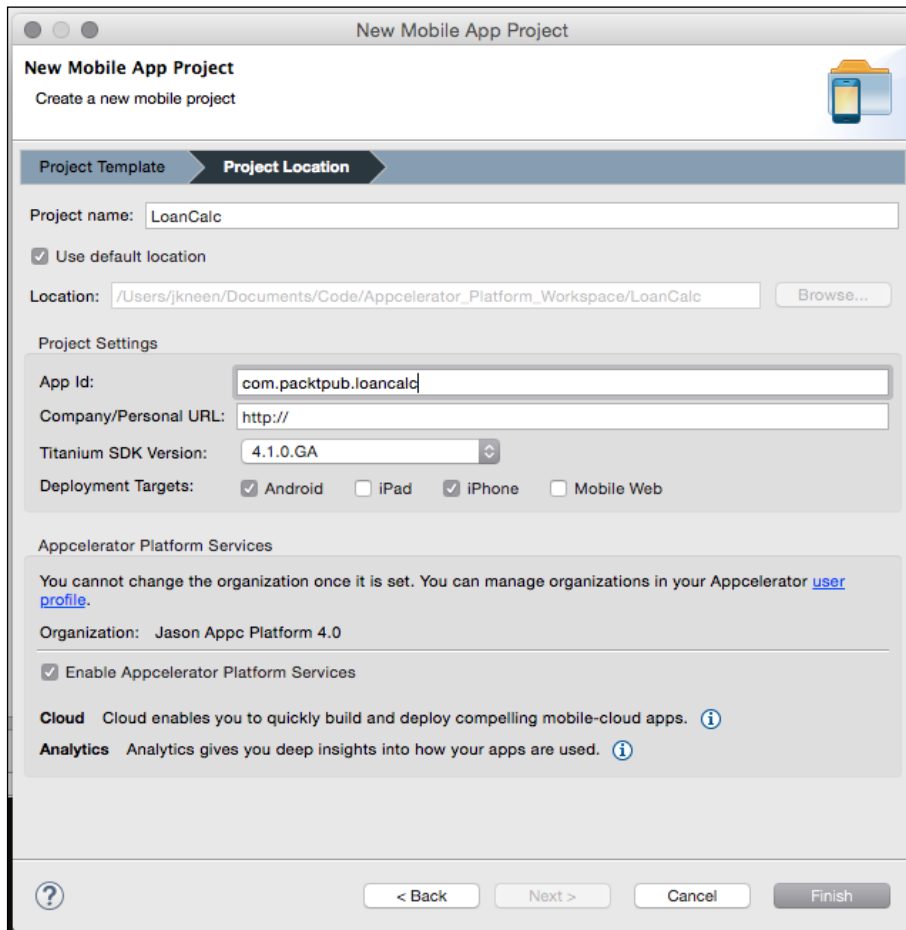 New Mobile App Project
New Mobile App Project
Create a new mobile project
Project Template Project Location
Project name: LoanCalc
Use default location
Location: /Users/jkneen/Documents/Code/Appcelerator_Platform_Workspace/LoanCalc Browse...
Project Settings
App Id: com.packtpub.loancalc
Company/Personal URL: http://
Titanium SDK Version: 4.1.0.GA
Deployment Targets: Android iPad iPhone Mobile Web
Appcelerator Platform Services
You cannot change the organization once it is set. You can manage organizations in your Appcelerator user
profile.
Organization: Jason Appc Platform 4.0
Enable Appcelerator Platform Services
Cloud Cloud enables you to quickly build and deploy compelling mobile-cloud apps.
Analytics Analytics gives you deep insights into how your apps are used.
? < Back Next > Cancel Finish